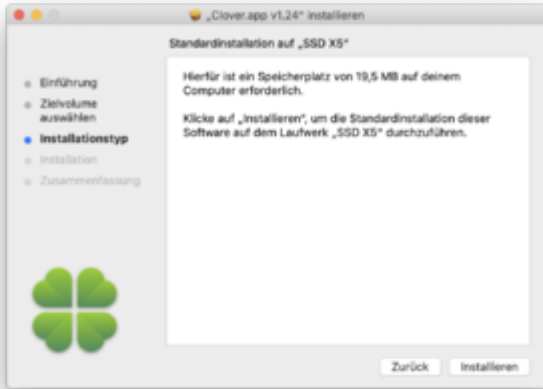 „Clover.app v1.24“ installieren
Standardinstallation auf „SSD X5“
Einführung
Zielvolume
auswählen
Installationstyp
Installation
Zusammenfassung
Hierfür ist ein Speicherplatz von 19,5 MB auf deinem
Computer erforderlich.
Klicke auf „Installieren“, um die Standardinstallation dieser
Software auf dem Laufwerk „SSD X5“ durchzuführen.
Zurück
Installieren